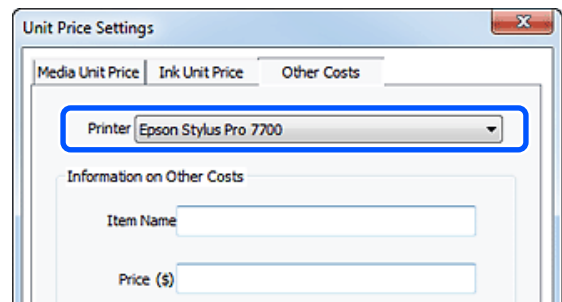 Unit Price Settings
Media Unit Price Ink Unit Price Other Costs
Printer Epson Stylus Pro 7700
Information on Other Costs
Item Name
Price ($)